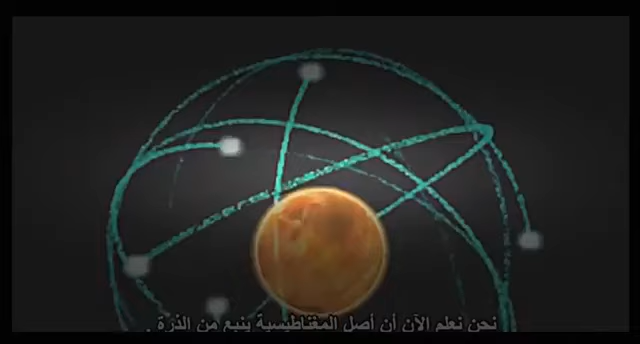 نحن نعلم الآن أن أصل المغناطيسية ينبع من الذرة .